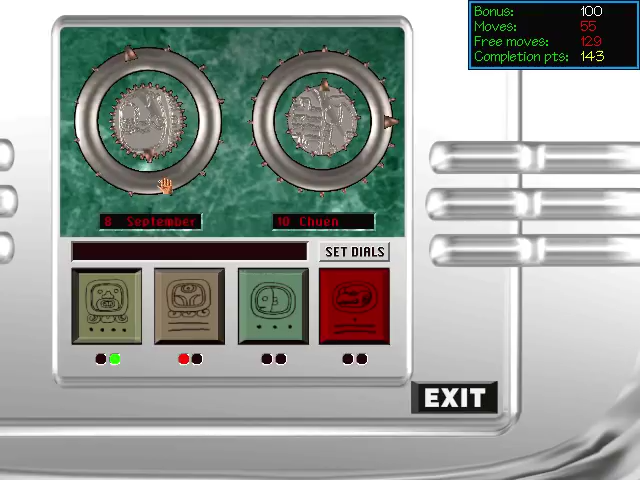 Bonus: 100
Moves: 55
Free moves: 129
Completion pts: 143
8 September
10 Chuen
SET DIALS
EXIT